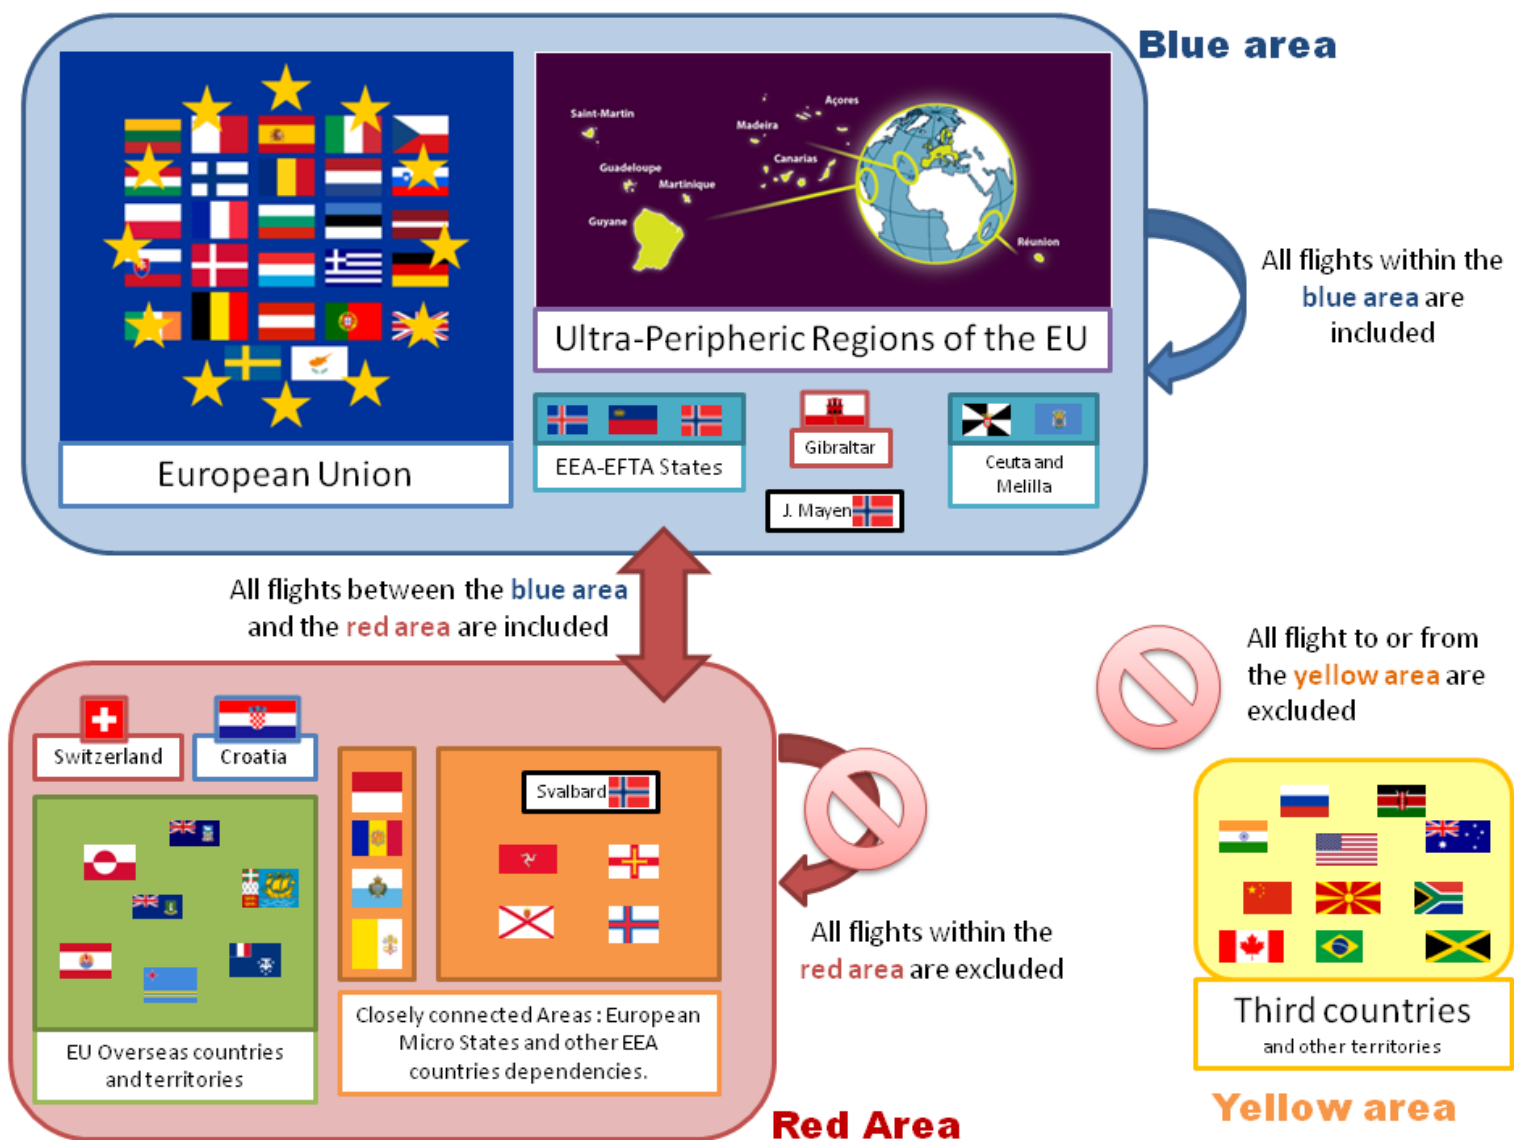 Blue area
Saint-Martin
Açores
Madeira
Guadeloupe
Canarias
Martinique
Guyane
Réunion
Ultra-Peripheric Regions of the EU
European Union
EEA-EFTA States
Gibraltar
J. Mayen
Ceuta and
Melilla
All flights within the
blue area are
included
All flights between the blue area
and the red area are included
All flight to or from
the yellow area are
excluded
Switzerland
Croatia
Svalbard
EU Overseas countries
and territories
Closely connected Areas : European
Micro States and other EEA
countries dependencies.
All flights within the
red area are excluded
Red Area
Third countries
and other territories
Yellow area